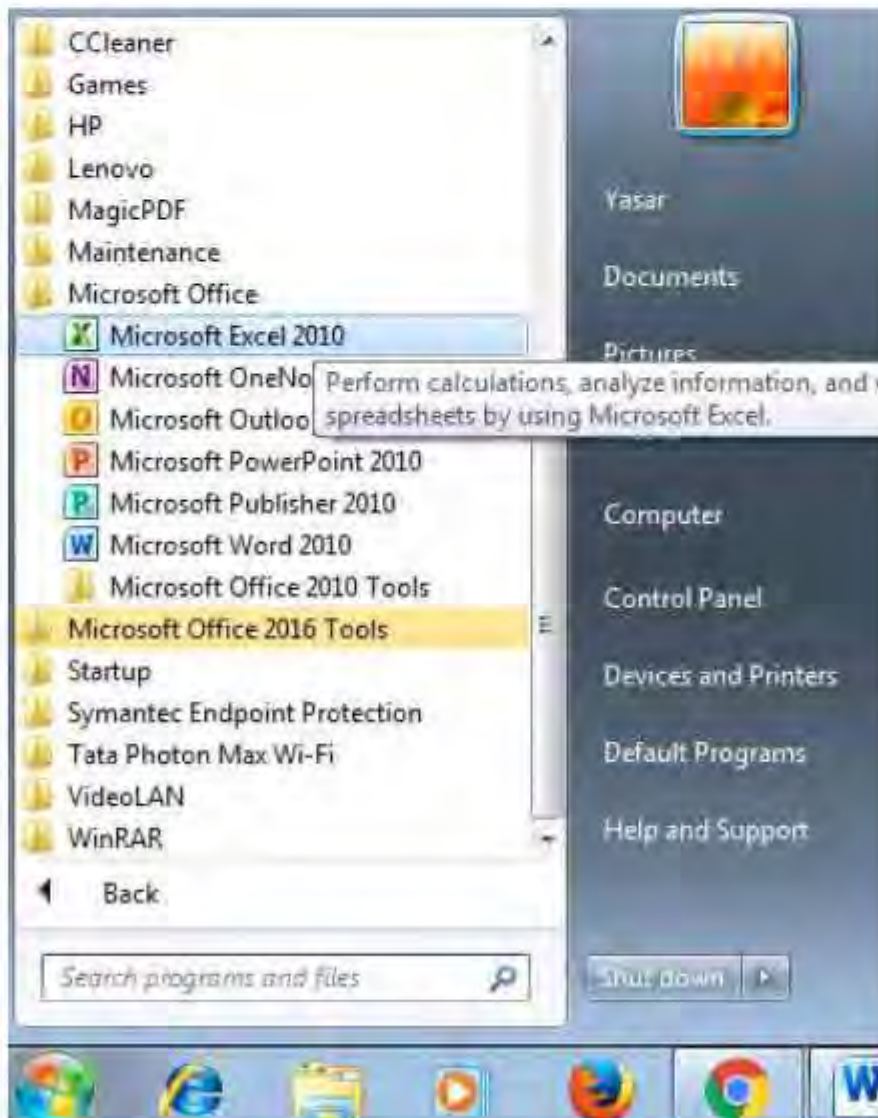 CCleaner
Games
HP
Lenovo
MagicPDF
Maintenance
Microsoft Office
Microsoft Excel 2010
Microsoft OneNo
Microsoft Outloo
Microsoft PowerPoint 2010
Microsoft Publisher 2010
Microsoft Word 2010
Microsoft Office 2010 Tools
Microsoft Office 2016 Tools
Startup
Symantec Endpoint Protection
Tata Photon Max Wi-Fi
VideoLAN
WinRAR
Back
Search programs and files
Yasar
Documents
Pictures
Perform calculations, analyze information, and
spreadsheets by using Microsoft Excel.
Computer
Control Panel
Devices and Printers
Default Programs
Help and Support
Shut down